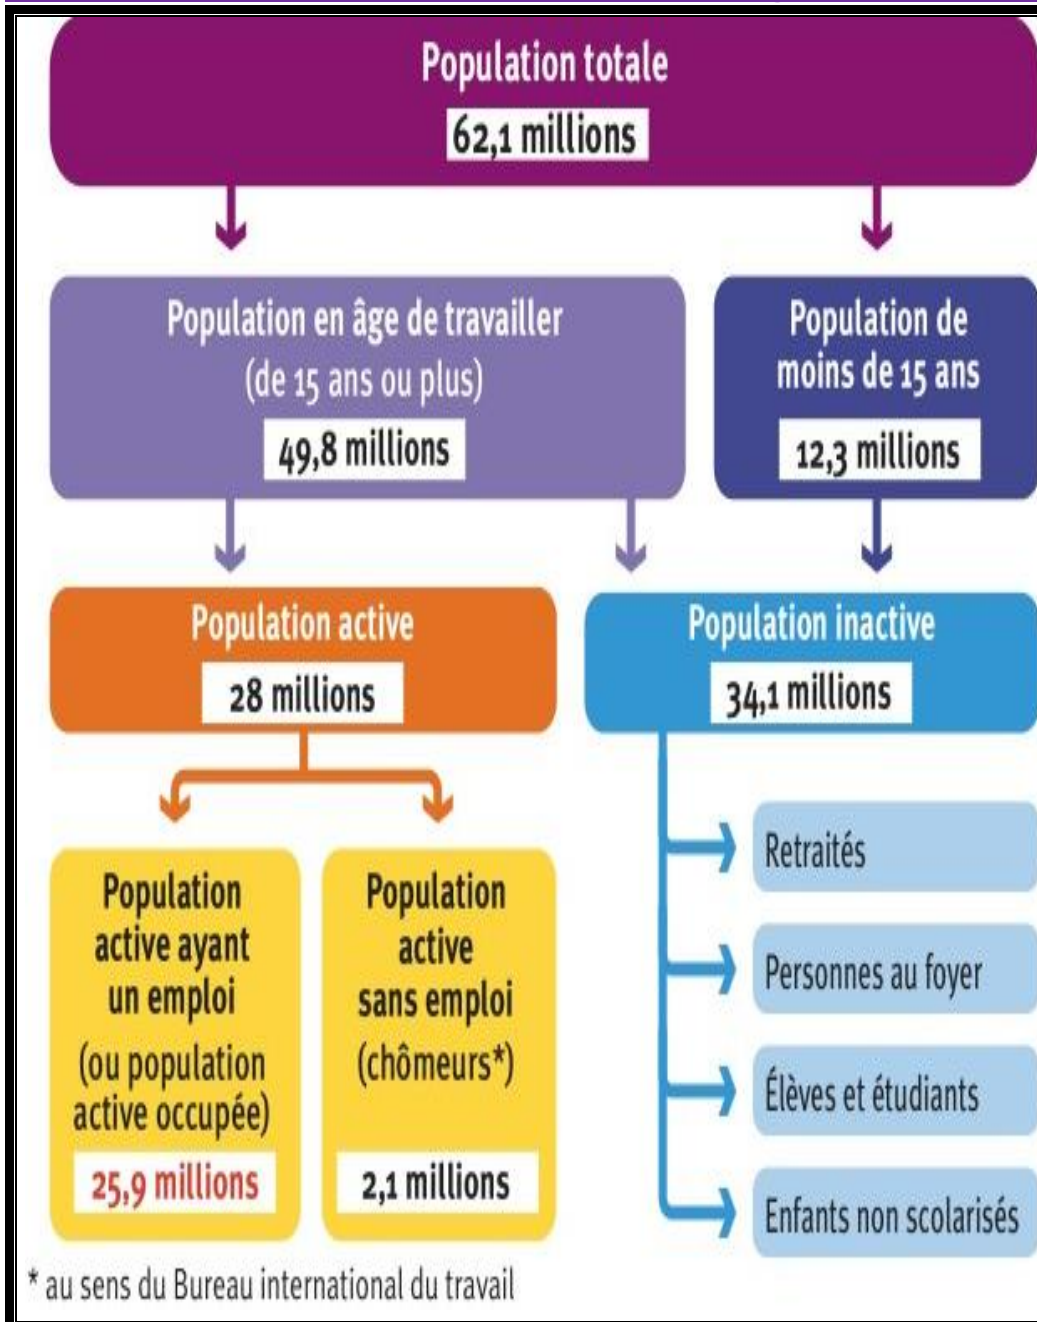 Population totale
62,1 millions
Population en âge de travailler
(de 15 ans ou plus)
49,8 millions
Population de
moins de 15 ans
12,3 millions
Population active
28 millions
Population inactive
34,1 millions
Population
active ayant
un emploi
(ou population
active occupée)
25,9 millions
Population
active
sans emploi
(chômeurs*)
2,1 millions
Retraités
Personnes au foyer
Élèves et étudiants
Enfants non scolarisés
* au sens du Bureau international du travail